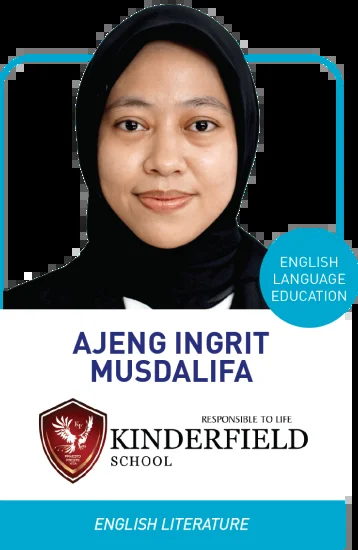 ENGLISH
LANGUAGE
EDUCATION
AJENG INGRIT
MUSDALIFA
RESPONSIBLE TO LIFE
KINDERFIELD
SCHOOL
ENGLISH LITERATURE